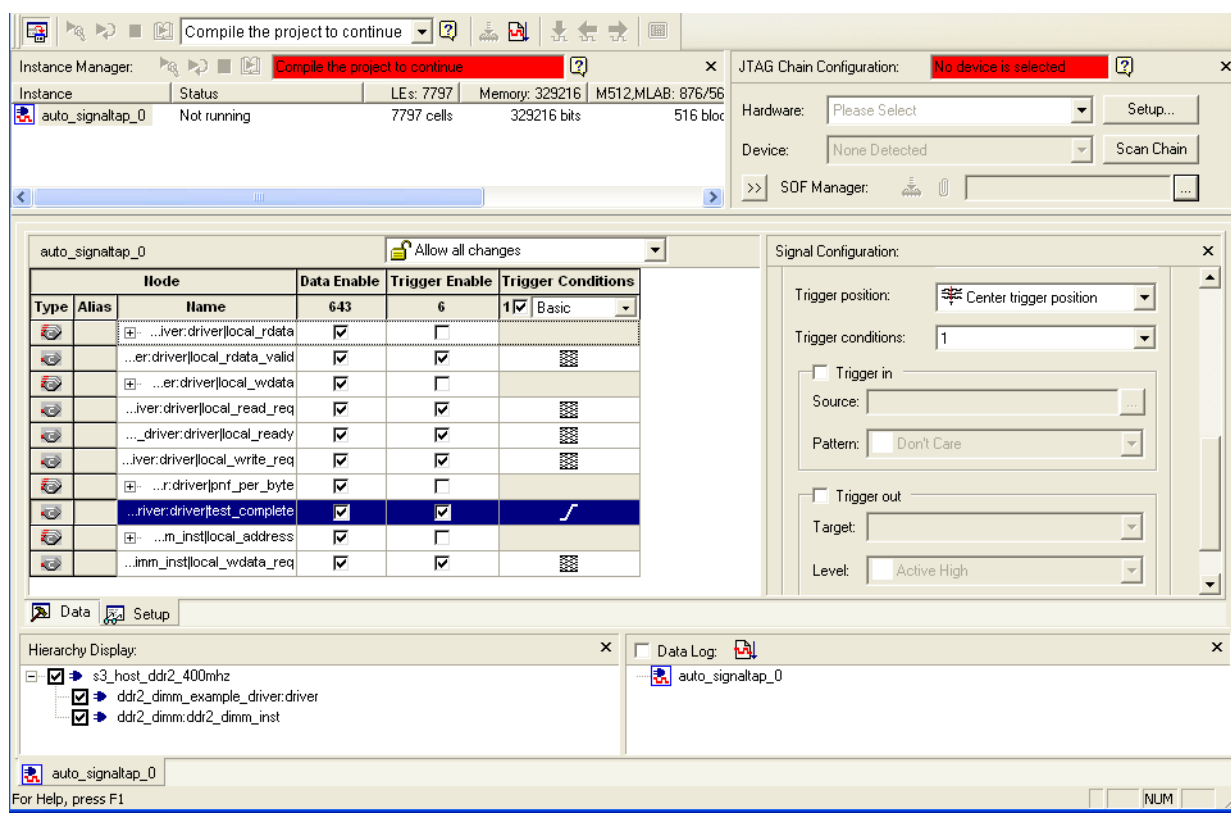 Compile the project to continue
Instance Manager: Compile the project to continue
Instance Status LEs: 7797 Memory: 329216 M512,MLAB: 876/56
auto_signaltap_0 Not running 7797 cells 329216 bits 516 bloc
JTAG Chain Configuration: No device is selected
Hardware: Please Select Setup...
Device: None Detected Scan Chain
>> SOF Manager: ...
auto_signaltap_0 Allow all changes
Node Data Enable Trigger Enable Trigger Conditions
Type Alias Name 643 6 1 Basic
...iver:driver|local_rdata
...er:driver|local_rdata_valid
...er:driver|local_wdata
...iver:driver|local_read_req
..._driver:driver|local_ready
...iver:driver|local_write_req
...r:driver|pnf_per_byte
...river:driver|test_complete
...m_inst|local_address
...imm_inst|local_wdata_req
Data Setup
Signal Configuration:
Trigger position: Center trigger position
Trigger conditions: 1
Trigger in
Source: ...
Pattern: Don't Care
Trigger out
Target:
Level: Active High
Hierarchy Display:
s3_host_ddr2_400mhz
ddr2_dimm_example_driver:driver
ddr2_dimm:ddr2_dimm_inst
Data Log:
auto_signaltap_0
auto_signaltap_0
For Help, press F1 NUM